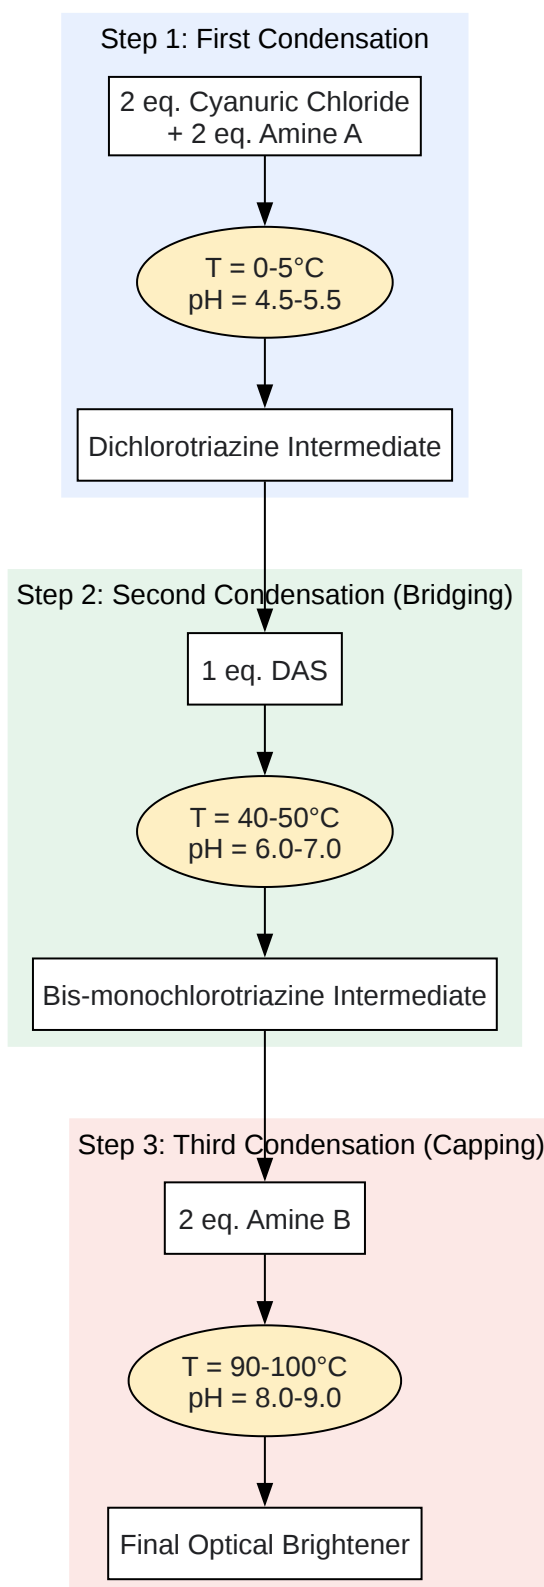 Step 1: First Condensation
2 eq. Cyanuric Chloride
+ 2 eq. Amine A
T = 0-5°C
pH = 4.5-5.5
Dichlorotriazine Intermediate
Step 2: Second Condensation (Bridging)
1 eq. DAS
T = 40-50°C
pH = 6.0-7.0
Bis-monochlorotriazine Intermediate
Step 3: Third Condensation (Capping)
2 eq. Amine B
T = 90-100°C
pH = 8.0-9.0
Final Optical Brightener